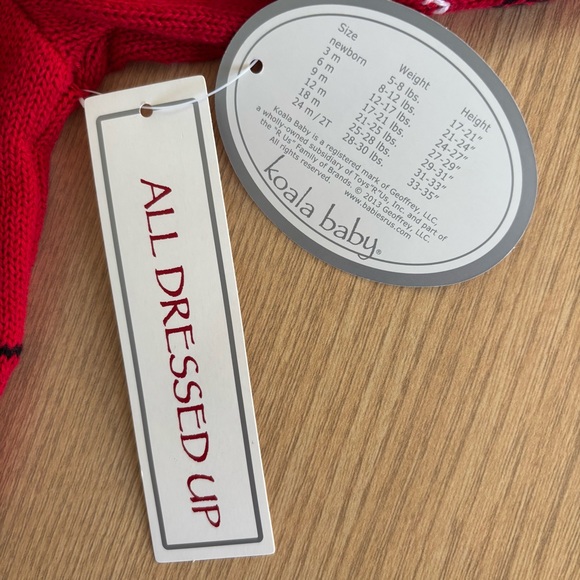 ALL DRESSED UP
Size Weight Height
newborn 5-8 lbs. 17-21"
3 m 8-12 lbs. 21-24"
6 m 12-17 lbs. 24-27"
9 m 17-21 lbs. 27-29"
12 m 21-25 lbs. 29-31"
18 m 25-28 lbs. 31-33"
24 m / 2T 28-30 lbs. 33-35"
Koala Baby is a registered mark of Geoffrey, LLC,
a wholly-owned subsidiary of Toys"R"Us, Inc. and part of
the "R"Us Family of Brands. © 2013 Geoffrey, LLC.
All rights reserved. www.babiesrus.com
koala baby®